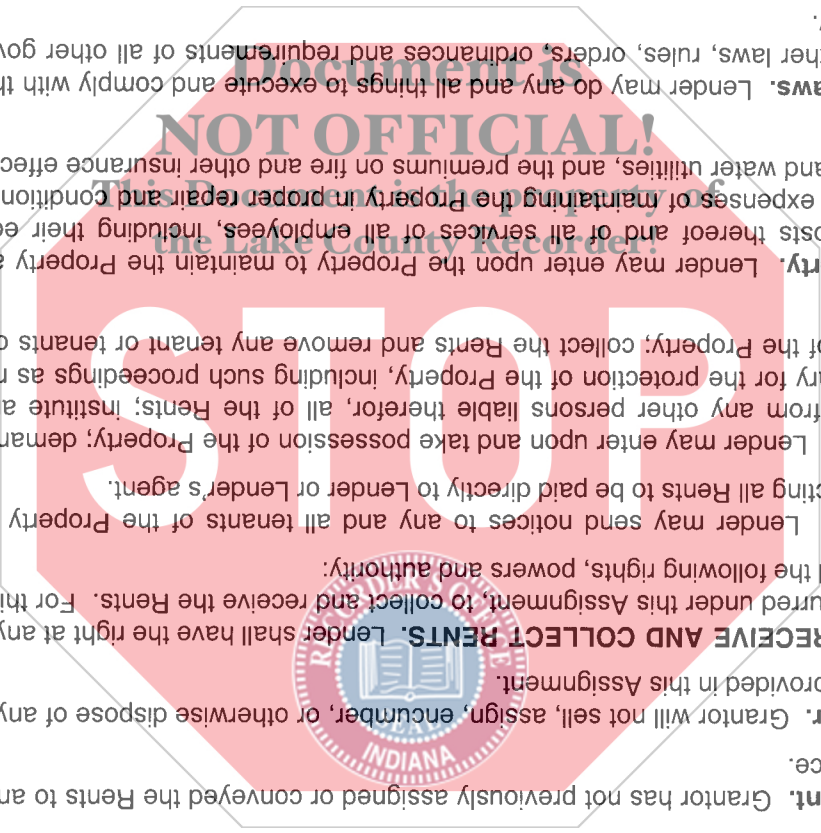 Document is
NOT OFFICIAL!
This Document is the property of
the Lake County Recorder!
STOP
RECORDER'S OFFICE
SEAL
INDIANA
nt. Grantor has not previously assigned or conveyed the Rents to an
ce.
r. Grantor will not sell, assign, encumber, or otherwise dispose of any
provided in this Assignment.
RECEIVE AND COLLECT RENTS. Lender shall have the right at any
urred under this Assignment, to collect and receive the Rents. For thi
d the following rights, powers and authority:
Lender may send notices to any and all tenants of the Property
cting all Rents to be paid directly to Lender or Lender's agent.
Lender may enter upon and take possession of the Property; deman
from any other persons liable therefor, all of the Rents; institute a
ry for the protection of the Property, including such proceedings as
of the Property; collect the Rents and remove any tenant or tenants
rty. Lender may enter upon the Property to maintain the Property a
osts thereof and of all services of all employees, including their e
expenses of maintaining the Property in proper repair and condition
and water utilities, and the premiums on fire and other insurance effec
aws. Lender may do any and all things to execute and comply with th
her laws, rules, orders, ordinances and requirements of all other gov
y.